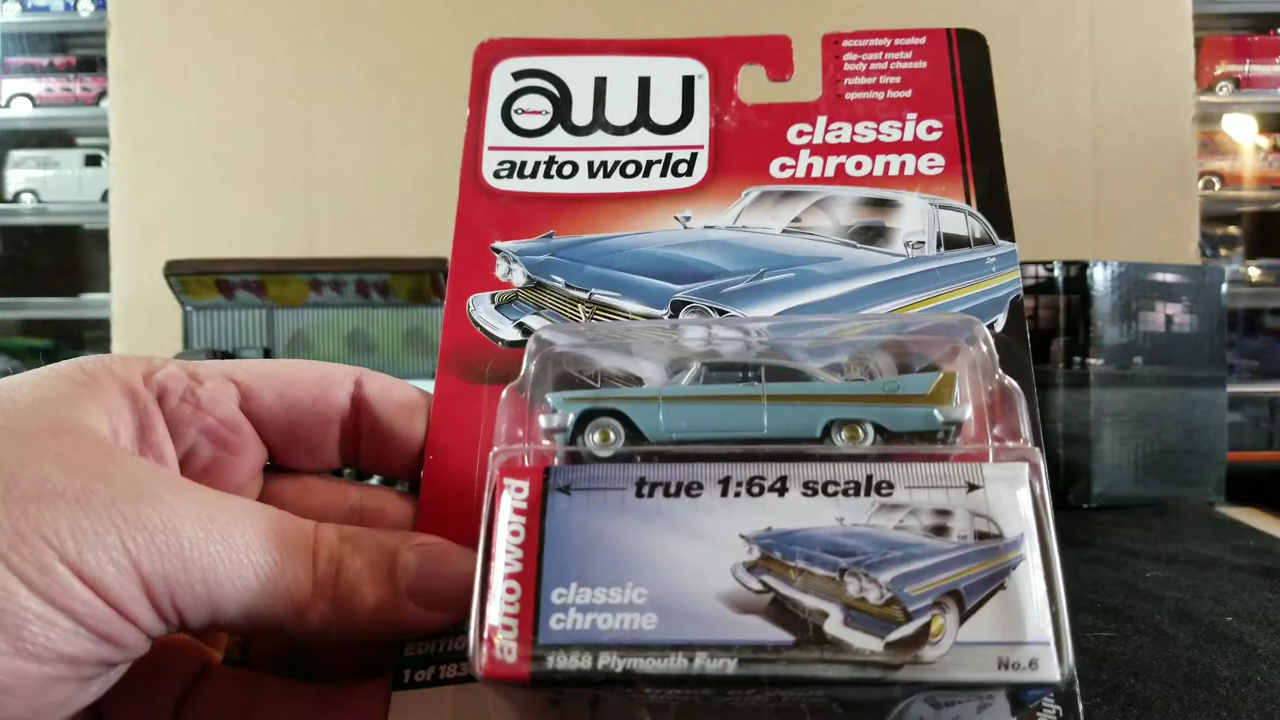 accurately scaled
die-cast metal
body and chassis
rubber tires
opening hood
aw
auto world
classic
chrome
true 1:64 scale
auto world
classic
chrome
1958 Plymouth Fury
No.6
1 of 183